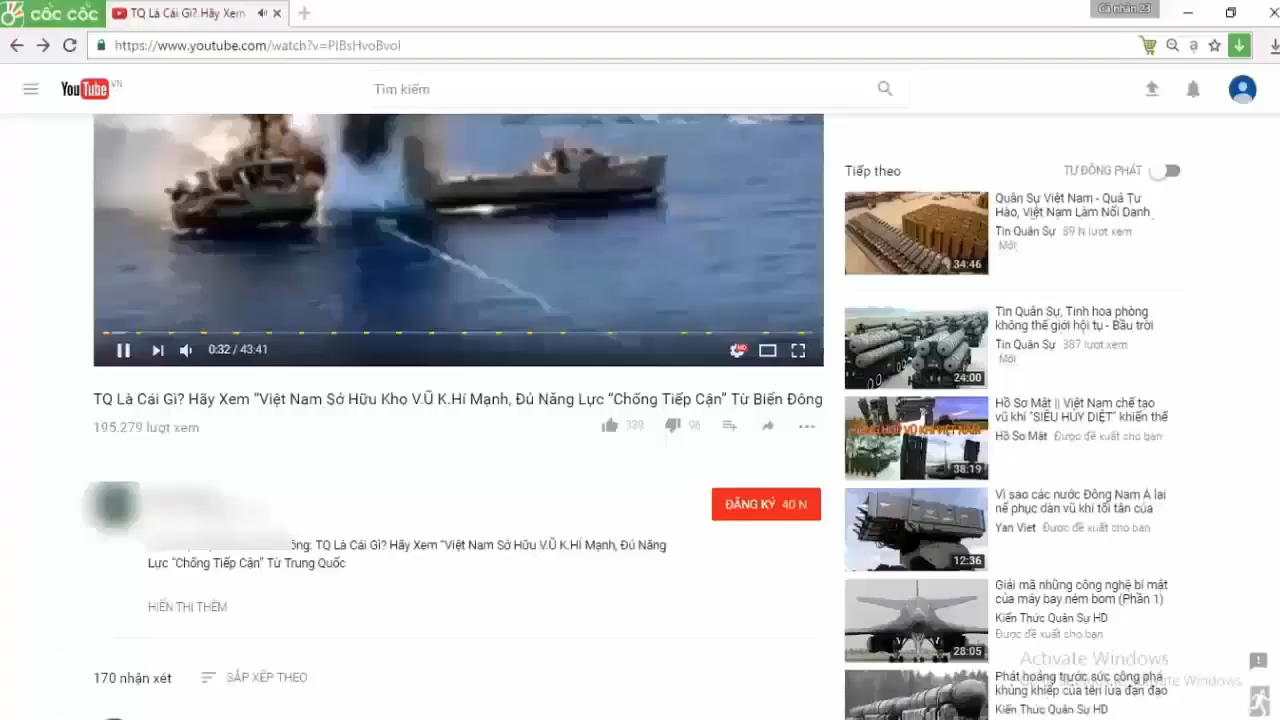 cốc cốc
TQ Là Cái Gì? Hãy Xem
Cá nhân 23
https://www.youtube.com/watch?v=PlBsHvoBvoI
YouTube VN
Tìm kiếm
0:32 / 43:41
HD
TQ Là Cái Gì? Hãy Xem "Việt Nam Sở Hữu Kho V.Ũ K.Hí Mạnh, Đủ Năng Lực "Chống Tiếp Cận" Từ Biển Đông
195.279 lượt xem
339
96
ĐĂNG KÝ 40 N
ông: TQ Là Cái Gì? Hãy Xem "Việt Nam Sở Hữu V.Ũ K.Hí Mạnh, Đủ Năng
Lực "Chống Tiếp Cận" Từ Trung Quốc
HIỂN THỊ THÊM
170 nhận xét
SẮP XẾP THEO
Tiếp theo
TỰ ĐỘNG PHÁT
Quân Sự Việt Nam - Quá Tự
Hào, Việt Nam Làm Nổi Danh
Tin Quân Sự 89 N lượt xem
Mới
34:46
Tin Quân Sự, Tinh hoa phòng
không thế giới hội tụ - Bầu trời
Tin Quân Sự 387 lượt xem
Mới
24:00
Hồ Sơ Mật || Việt Nam chế tạo
vũ khí "SIÊU HỦY DIỆT" khiến thế
Hồ Sơ Mật Được đề xuất cho bạn
38:19
Vì sao các nước Đông Nam Á lại
nể phục dàn vũ khí tối tân của
Yan Viet Được đề xuất cho bạn
12:36
Giải mã những công nghệ bí mật
của máy bay ném bom (Phần 1)
Kiến Thức Quân Sự HD
Được đề xuất cho bạn
28:05
Activate Windows
Phát hoảng trước sức công phá
khủng khiếp của tên lửa đạn đạo
Kiến Thức Quân Sự HD